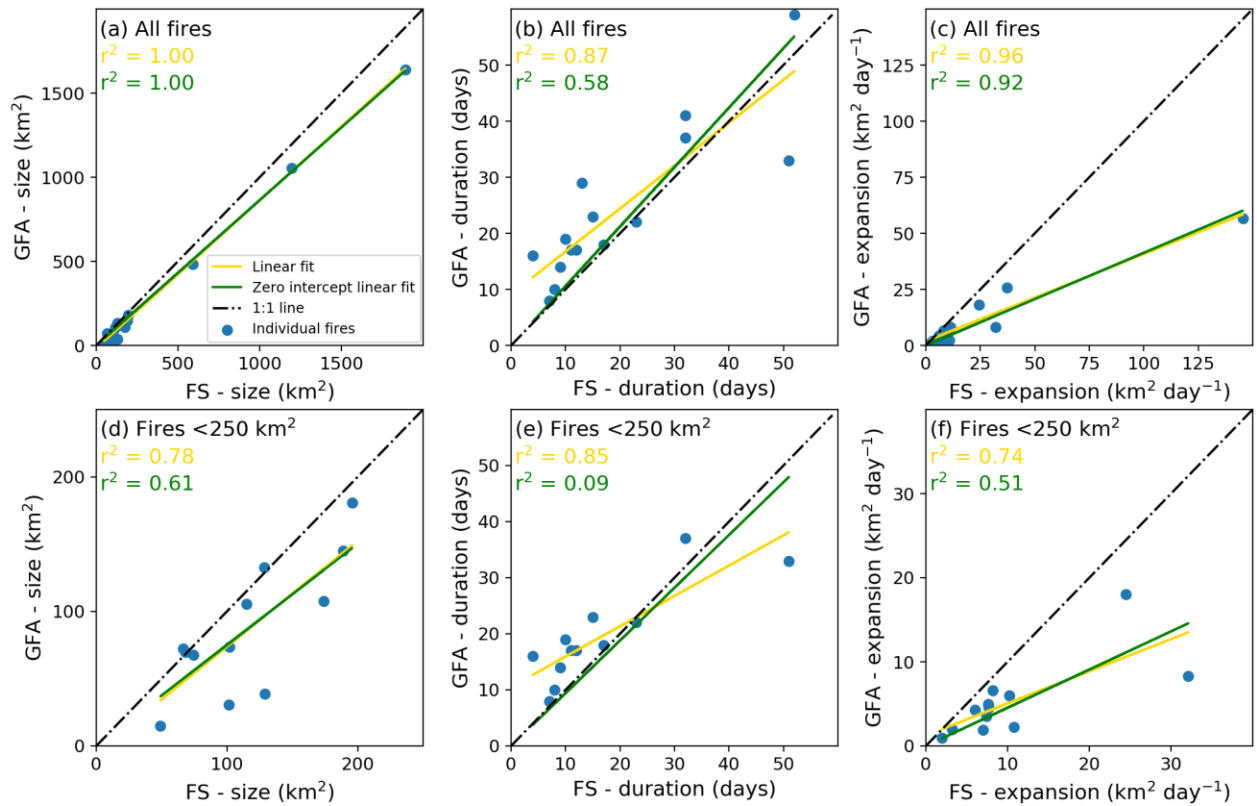 (a) All fires
r² = 1.00
r² = 1.00
GFA - size (km²)
1500
1000
500
0
0 500 1000 1500
FS - size (km²)
Linear fit
Zero intercept linear fit
1:1 line
Individual fires
(b) All fires
r² = 0.87
r² = 0.58
GFA - duration (days)
50
40
30
20
10
0
0 10 20 30 40 50
FS - duration (days)
(c) All fires
r² = 0.96
r² = 0.92
GFA - expansion (km² day⁻¹)
125
100
75
50
25
0
0 25 50 75 100 125
FS - expansion (km² day⁻¹)
(d) Fires <250 km²
r² = 0.78
r² = 0.61
GFA - size (km²)
200
100
0
0 100 200
FS - size (km²)
(e) Fires <250 km²
r² = 0.85
r² = 0.09
GFA - duration (days)
50
40
30
20
10
0
0 10 20 30 40 50
FS - duration (days)
(f) Fires <250 km²
r² = 0.74
r² = 0.51
GFA - expansion (km² day⁻¹)
30
20
10
0
0 10 20 30
FS - expansion (km² day⁻¹)